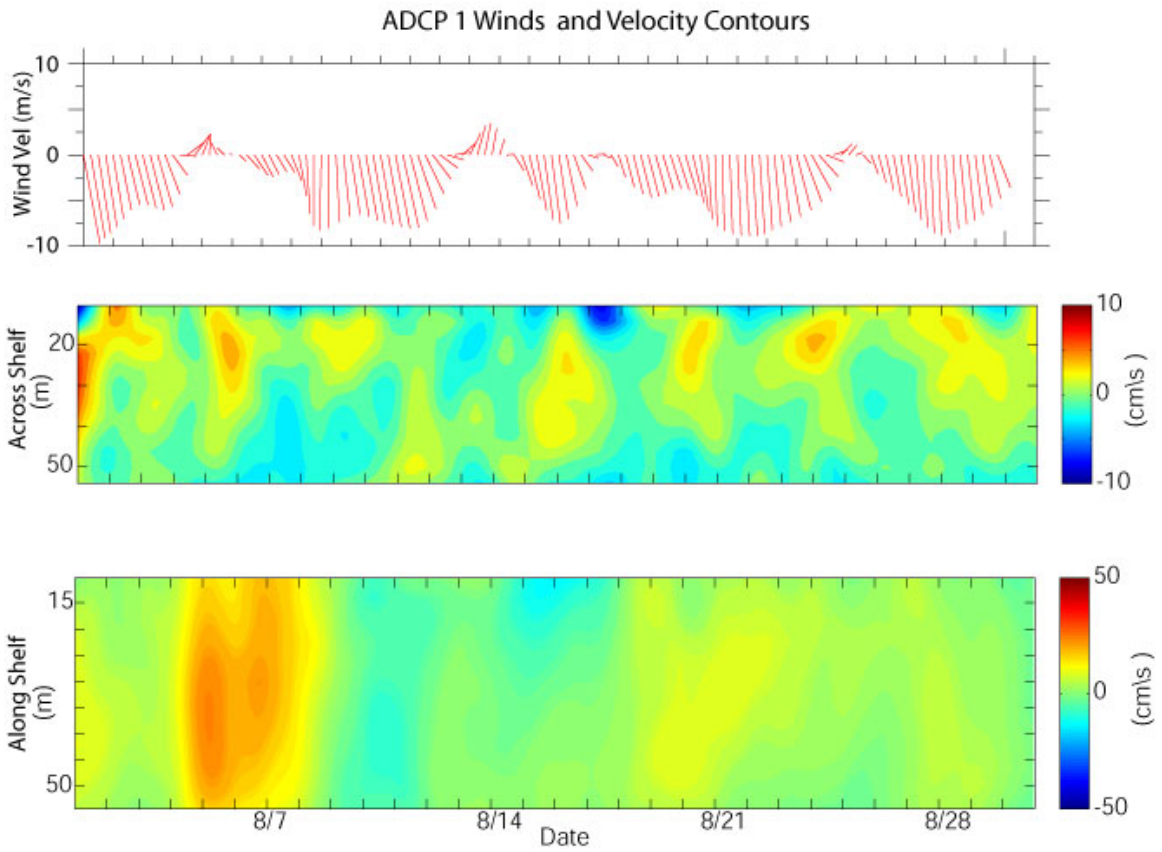 ADCP 1 Winds and Velocity Contours
Wind Vel (m/s)
10
0
-10
Across Shelf
(m)
20
50
10
0
-10
(cm\s)
Along Shelf
(m)
15
50
50
0
-50
(cm\s )
8/7
8/14
8/21
8/28
Date